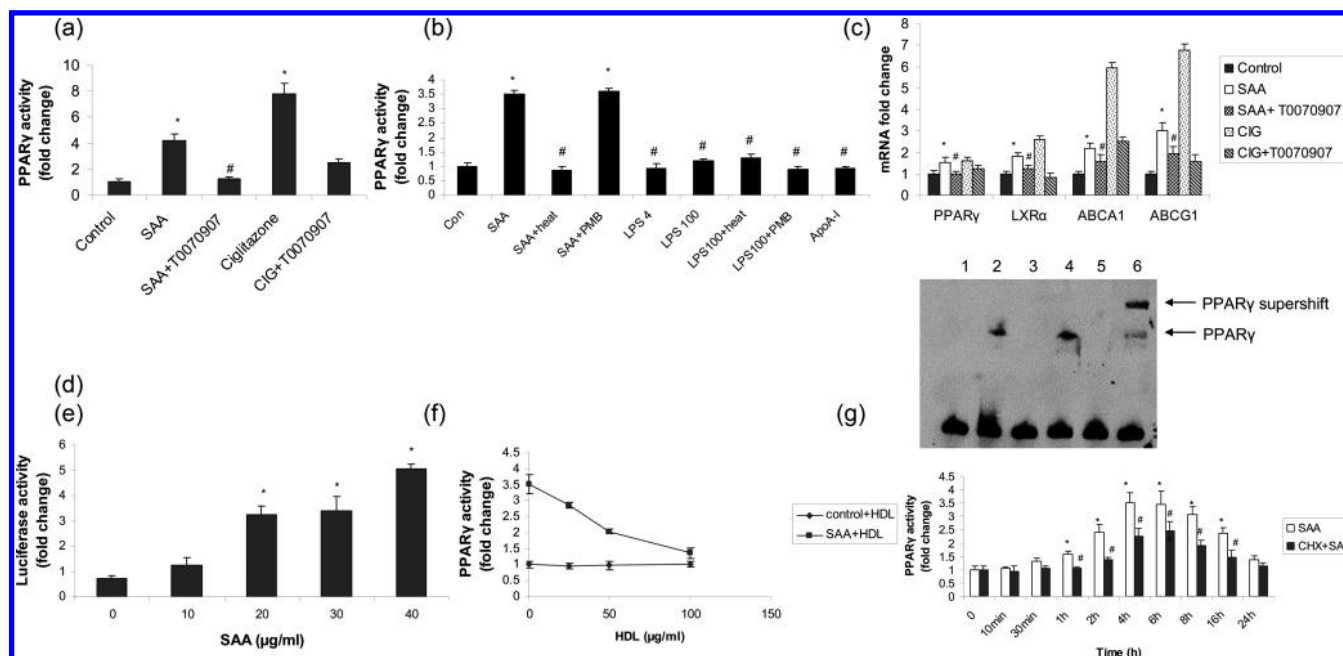 (a)
PPARγ activity
(fold change)
10
8
6
4
2
0
*
#
*
Control
SAA
SAA+T0070907
Ciglitazone
CIG+T0070907
(b)
PPARγ activity
(fold change)
4
3.5
3
2.5
2
1.5
1
0.5
0
*
#
*
#
#
#
#
#
Con
SAA
SAA+heat
SAA+PMB
LPS 4
LPS 100
LPS100+heat
LPS100+PMB
ApoA-I
(c)
mRNA fold change
8
7
6
5
4
3
2
1
0
* #
* #
* #
* #
PPARγ
LXRα
ABCA1
ABCG1
Control
SAA
SAA+ T0070907
CIG
CIG+T0070907
1 2 3 4 5 6
PPARγ supershift
PPARγ
(d)
(e)
Luciferase activity
(fold change)
6
5
4
3
2
1
0
*
*
*
0 10 20 30 40
SAA (µg/ml)
(f)
PPARγ activity
(fold change)
4.5
4
3.5
3
2.5
2
1.5
1
0.5
0
0 50 100 150
HDL (µg/ml)
control+HDL
SAA+HDL
(g)
PPARγ activity
(fold change)
4.5
4
3.5
3
2.5
2
1.5
1
0.5
0
*
* #
* #
* #
* #
* #
* #
0
10min
30min
1h
2h
4h
6h
8h
16h
24h
Time (h)
SAA
CHX+SA